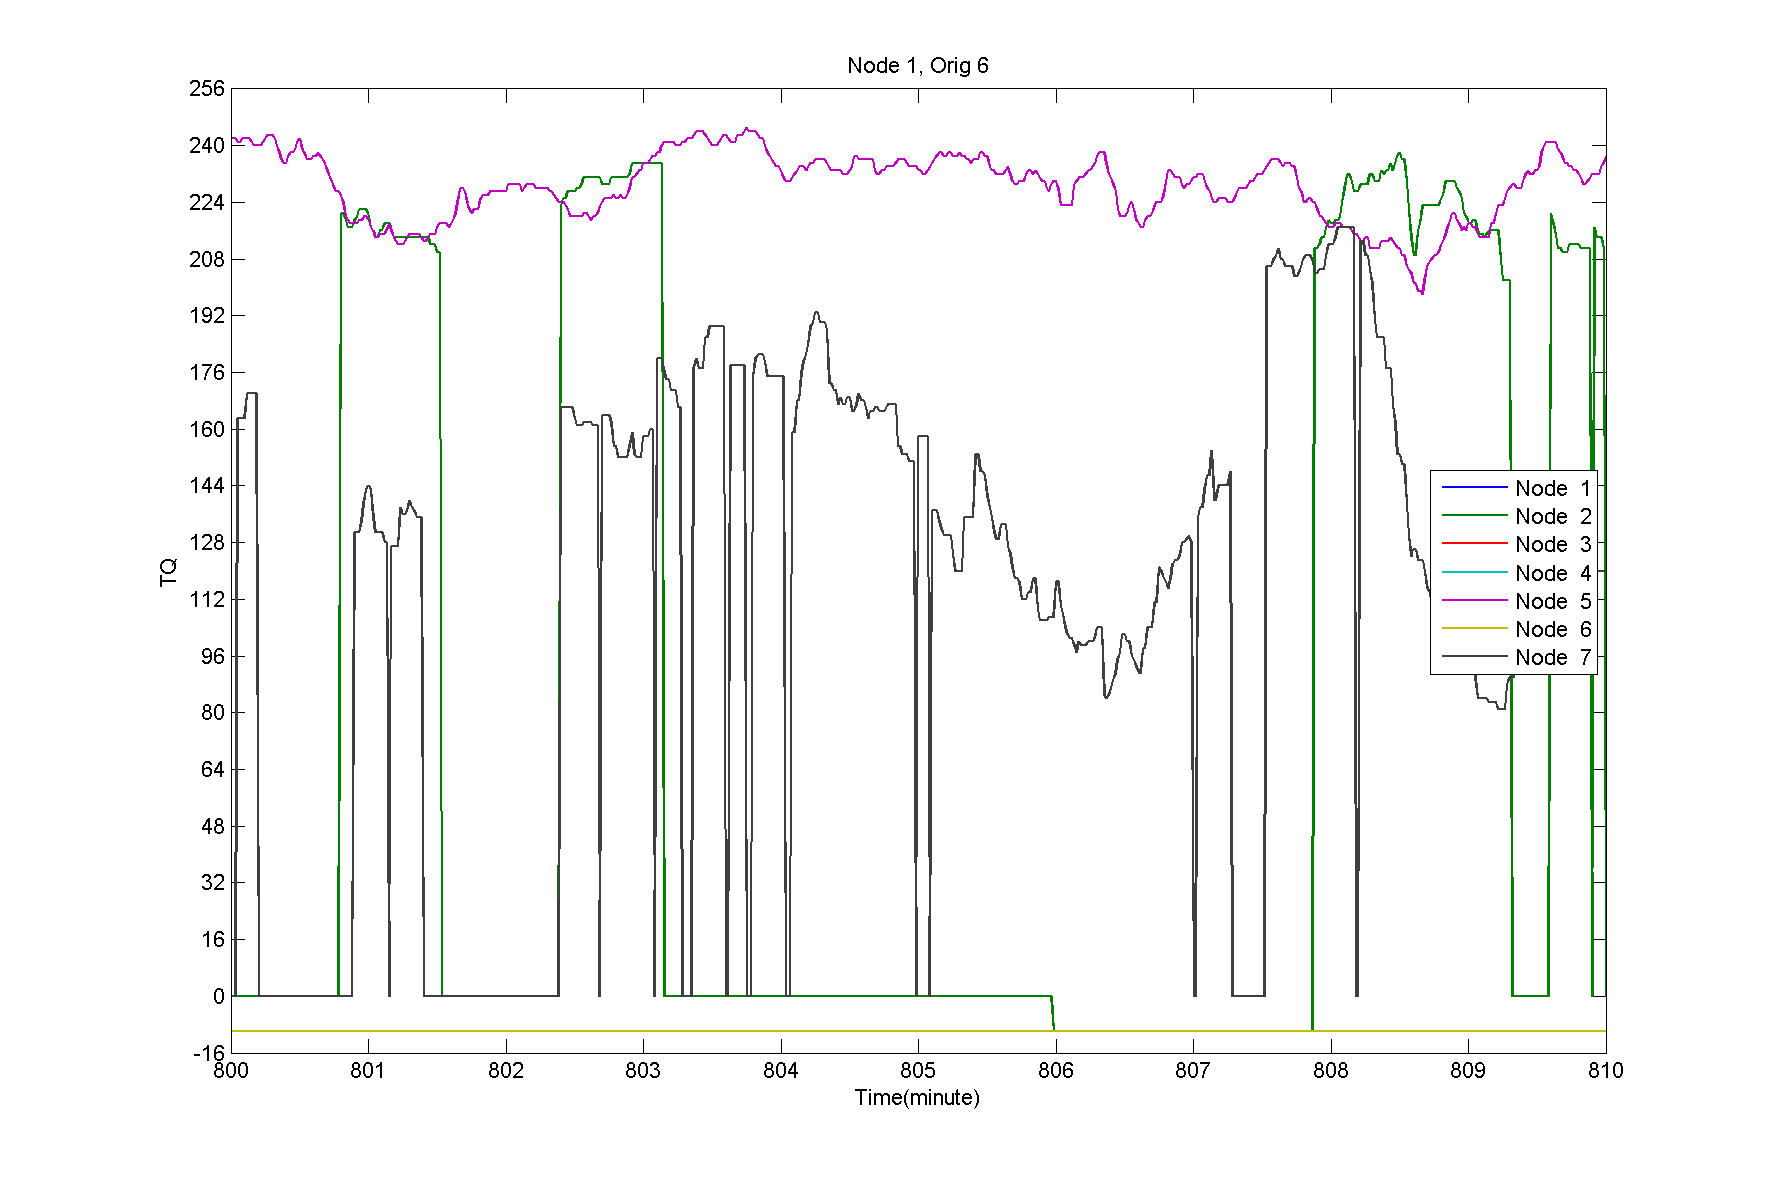 Node 1, Orig 6
256
240
224
208
192
176
160
144
128
112
96
80
64
48
32
16
0
-16
TQ
Node 1
Node 2
Node 3
Node 4
Node 5
Node 6
Node 7
800 801 802 803 804 805 806 807 808 809 810
Time(minute)